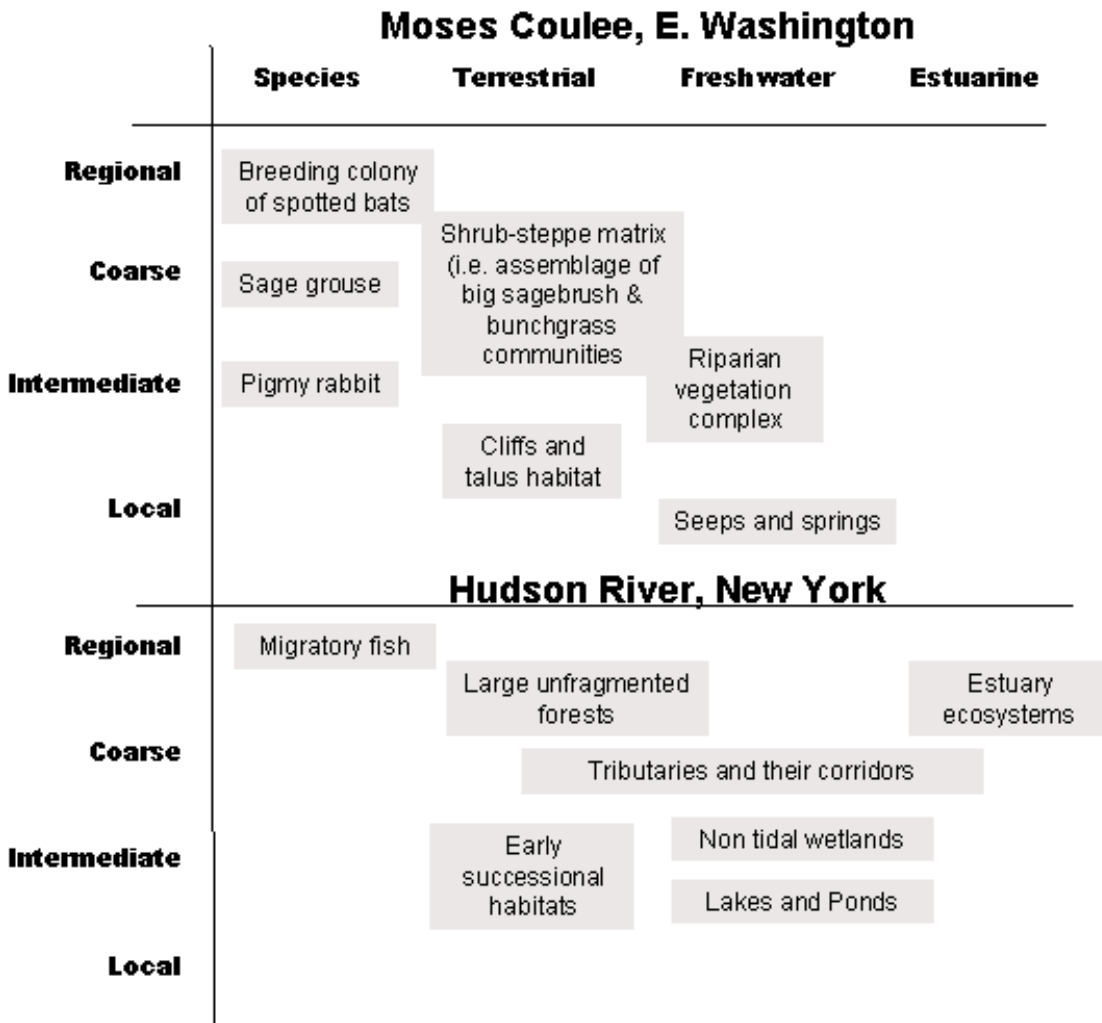 Moses Coulee, E. Washington
Species Terrestrial Freshwater Estuarine
Regional
Breeding colony
of spotted bats
Coarse
Sage grouse
Shrub-steppe matrix
(i.e. assemblage of
big sagebrush &
bunchgrass
communities
Intermediate
Pigmy rabbit
Riparian
vegetation
complex
Cliffs and
talus habitat
Local
Seeps and springs
Hudson River, New York
Regional
Migratory fish
Large unfragmented
forests
Estuary
ecosystems
Coarse
Tributaries and their corridors
Intermediate
Early
successional
habitats
Non tidal wetlands
Lakes and Ponds
Local